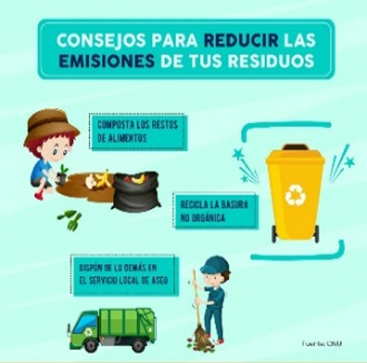 CONSEJOS PARA REDUCIR LAS
EMISIONES DE TUS RESIDUOS
COMPOSTA LOS RESTOS
DE ALIMENTOS
RECICLA LA BASURA
NO ORGÁNICA
DISPÓN DE LO DEMÁS EN
EL SERVICIO LOCAL DE ASEO
Fuente: ONU